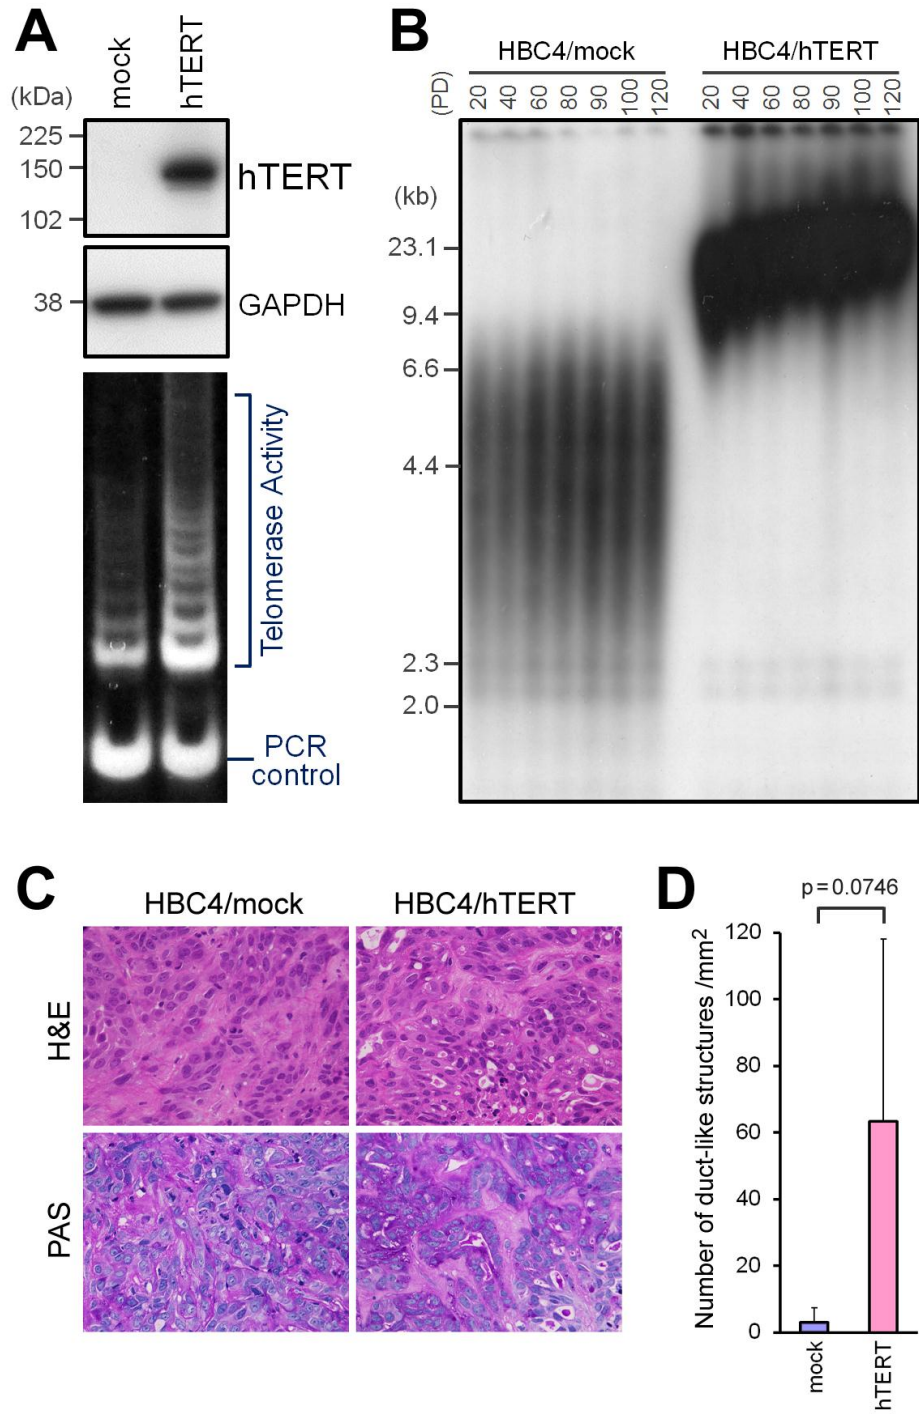 A
mock
hTERT
(kDa)
225
150
102
hTERT
38
GAPDH
Telomerase Activity
PCR
control
B
HBC4/mock
HBC4/hTERT
(PD)
20 40 60 80 90 100 120
20 40 60 80 90 100 120
(kb)
23.1
9.4
6.6
4.4
2.3
2.0
C
HBC4/mock
HBC4/hTERT
H&E
PAS
D
p=0.0746
Number of duct-like structures /mm2
120
100
80
60
40
20
0
mock
hTERT